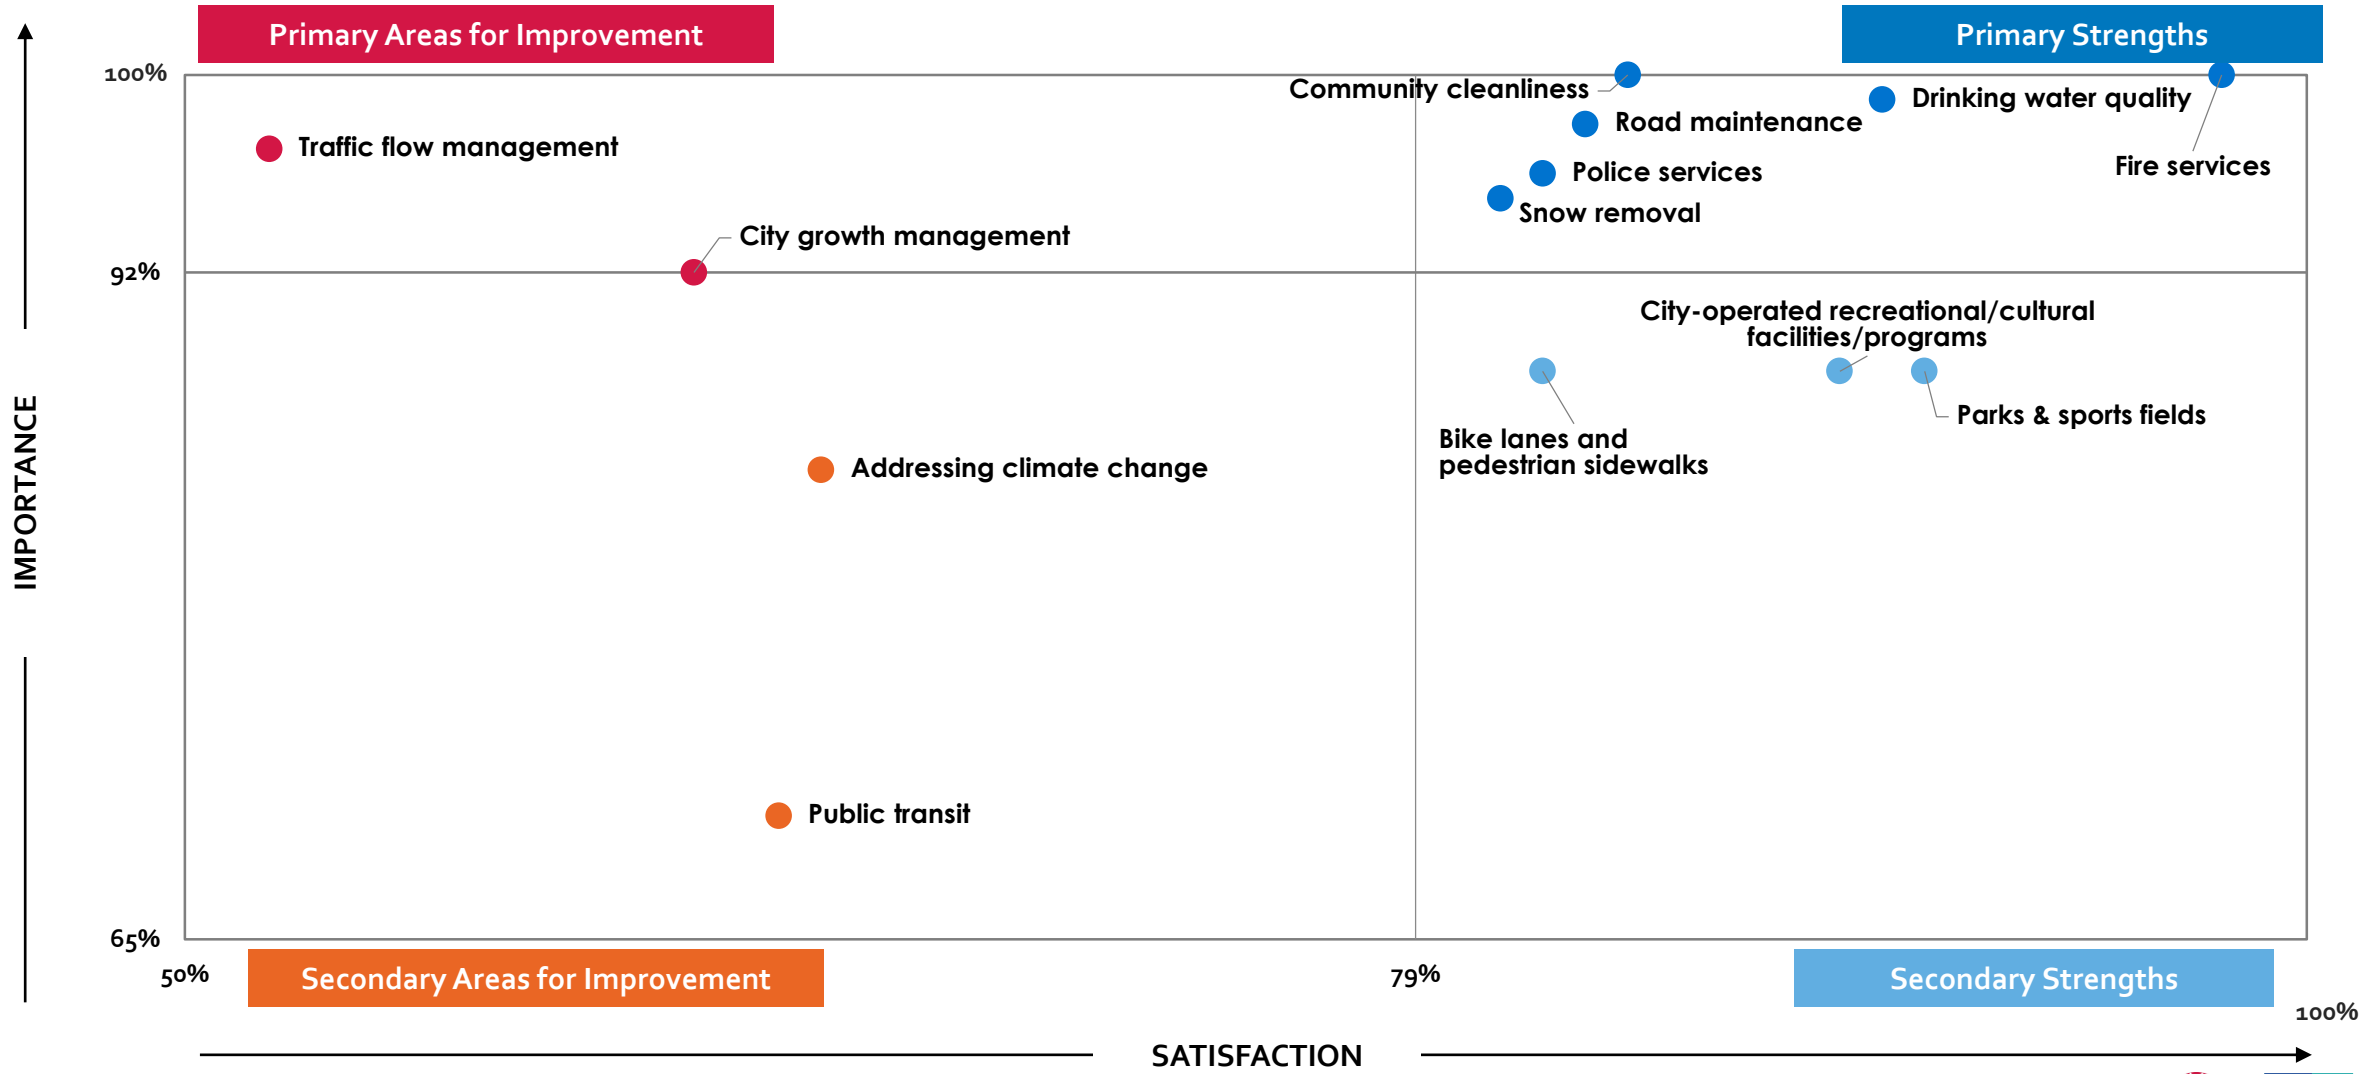 Primary Areas for Improvement
Primary Strengths
100%
Community cleanliness
Drinking water quality
Road maintenance
Traffic flow management
Fire services
Police services
Snow removal
City growth management
92%
City-operated recreational/cultural
facilities/programs
IMPORTANCE
Parks & sports fields
Bike lanes and
pedestrian sidewalks
Addressing climate change
Public transit
65%
50%
79%
Secondary Areas for Improvement
Secondary Strengths
100%
SATISFACTION